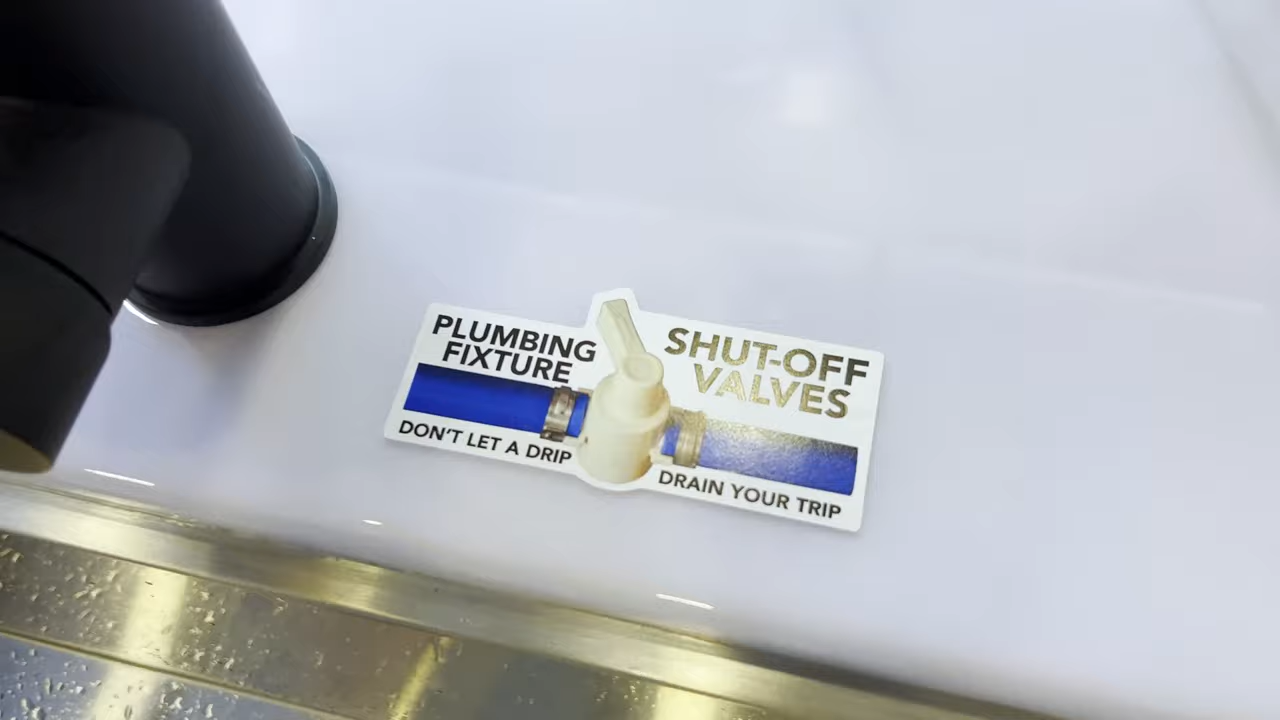 PLUMBING
FIXTURE
SHUT-OFF
VALVES
DON'T LET A DRIP
DRAIN YOUR TRIP